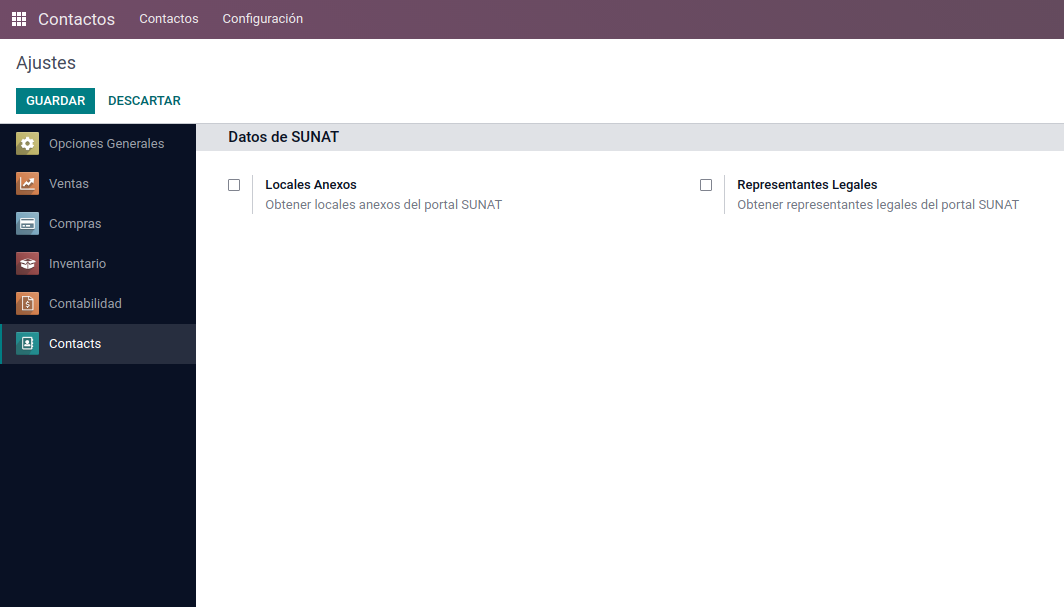 Contactos Contactos Configuración
Ajustes
GUARDAR DESCARTAR
Opciones Generales
Ventas
Compras
Inventario
Contabilidad
Contacts
Datos de SUNAT
Locales Anexos
Obtener locales anexos del portal SUNAT
Representantes Legales
Obtener representantes legales del portal SUNAT